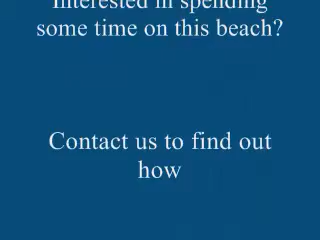 Interested in spending
some time on this beach?
Contact us to find out
how